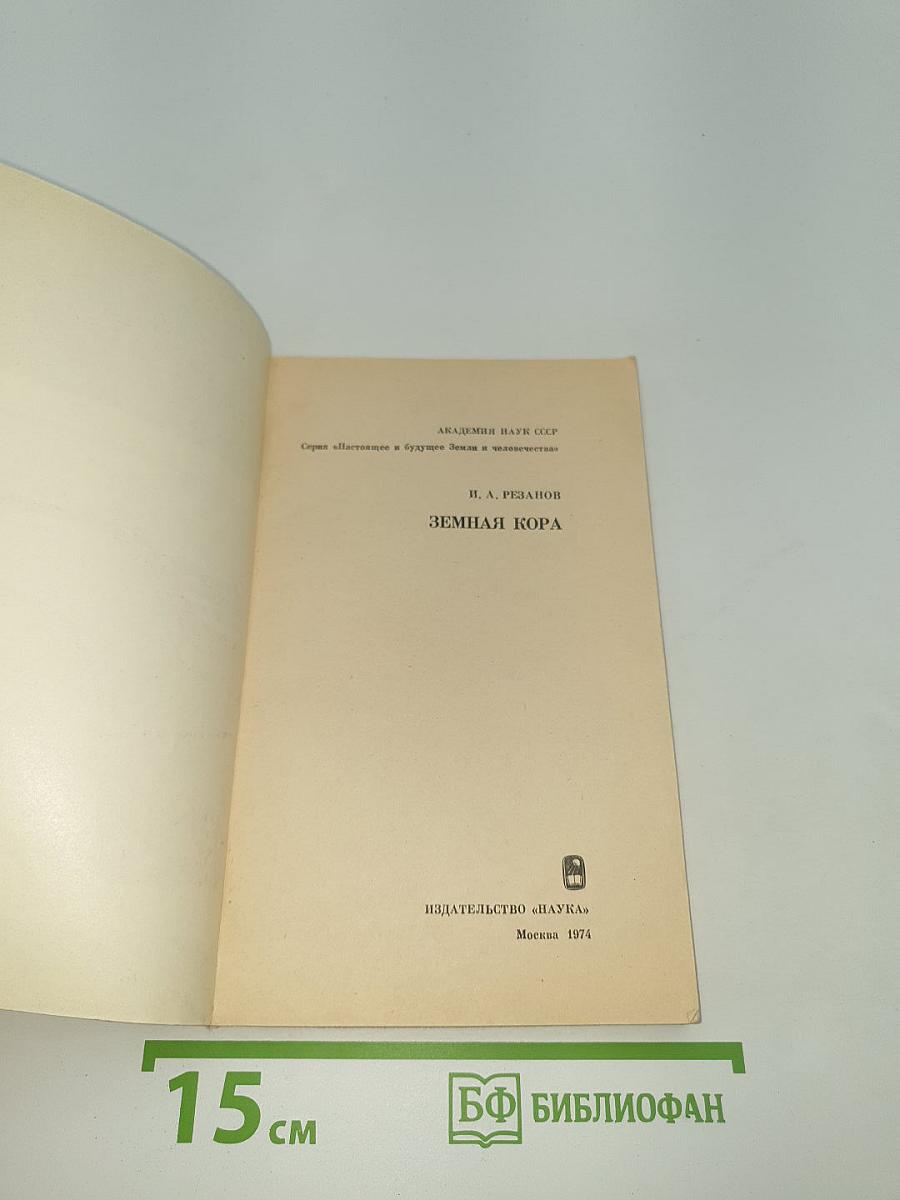 АКАДЕМИЯ НАУК СССР
Серия «Настоящее и будущее Земли и человечества»
И. А. РЕЗАНОВ
ЗЕМНАЯ КОРА
ИЗДАТЕЛЬСТВО «НАУКА»
Москва 1974
15 см
БФ БИБЛИОФАН